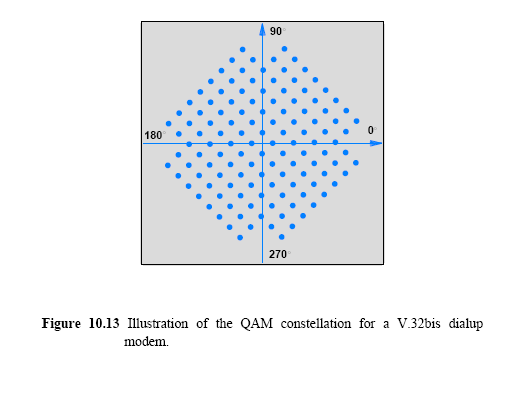 90°
180°
0°
270°
Figure 10.13 Illustration of the QAM constellation for a V.32bis dialup
modem.